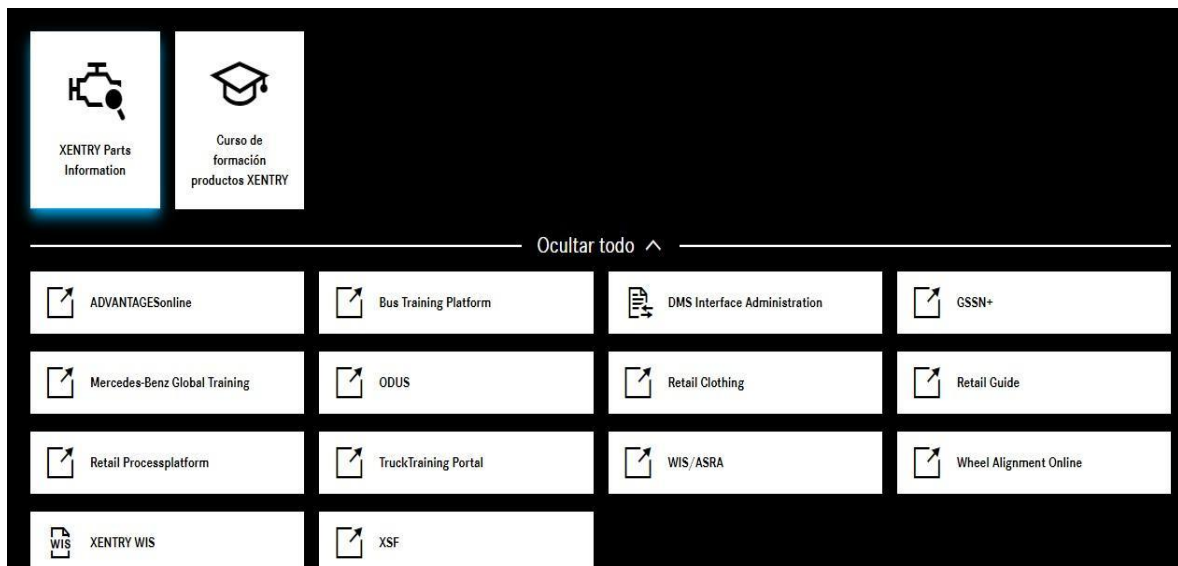 XENTRY Parts
Information
Curso de
formación
productos XENTRY
Ocultar todo
ADVANTAGESonline
Bus Training Platform
DMS Interface Administration
GSSN+
Mercedes-Benz Global Training
ODUS
Retail Clothing
Retail Guide
Retail Processplatform
TruckTraining Portal
WIS/ASRA
Wheel Alignment Online
WIS
XENTRY WIS
XSF